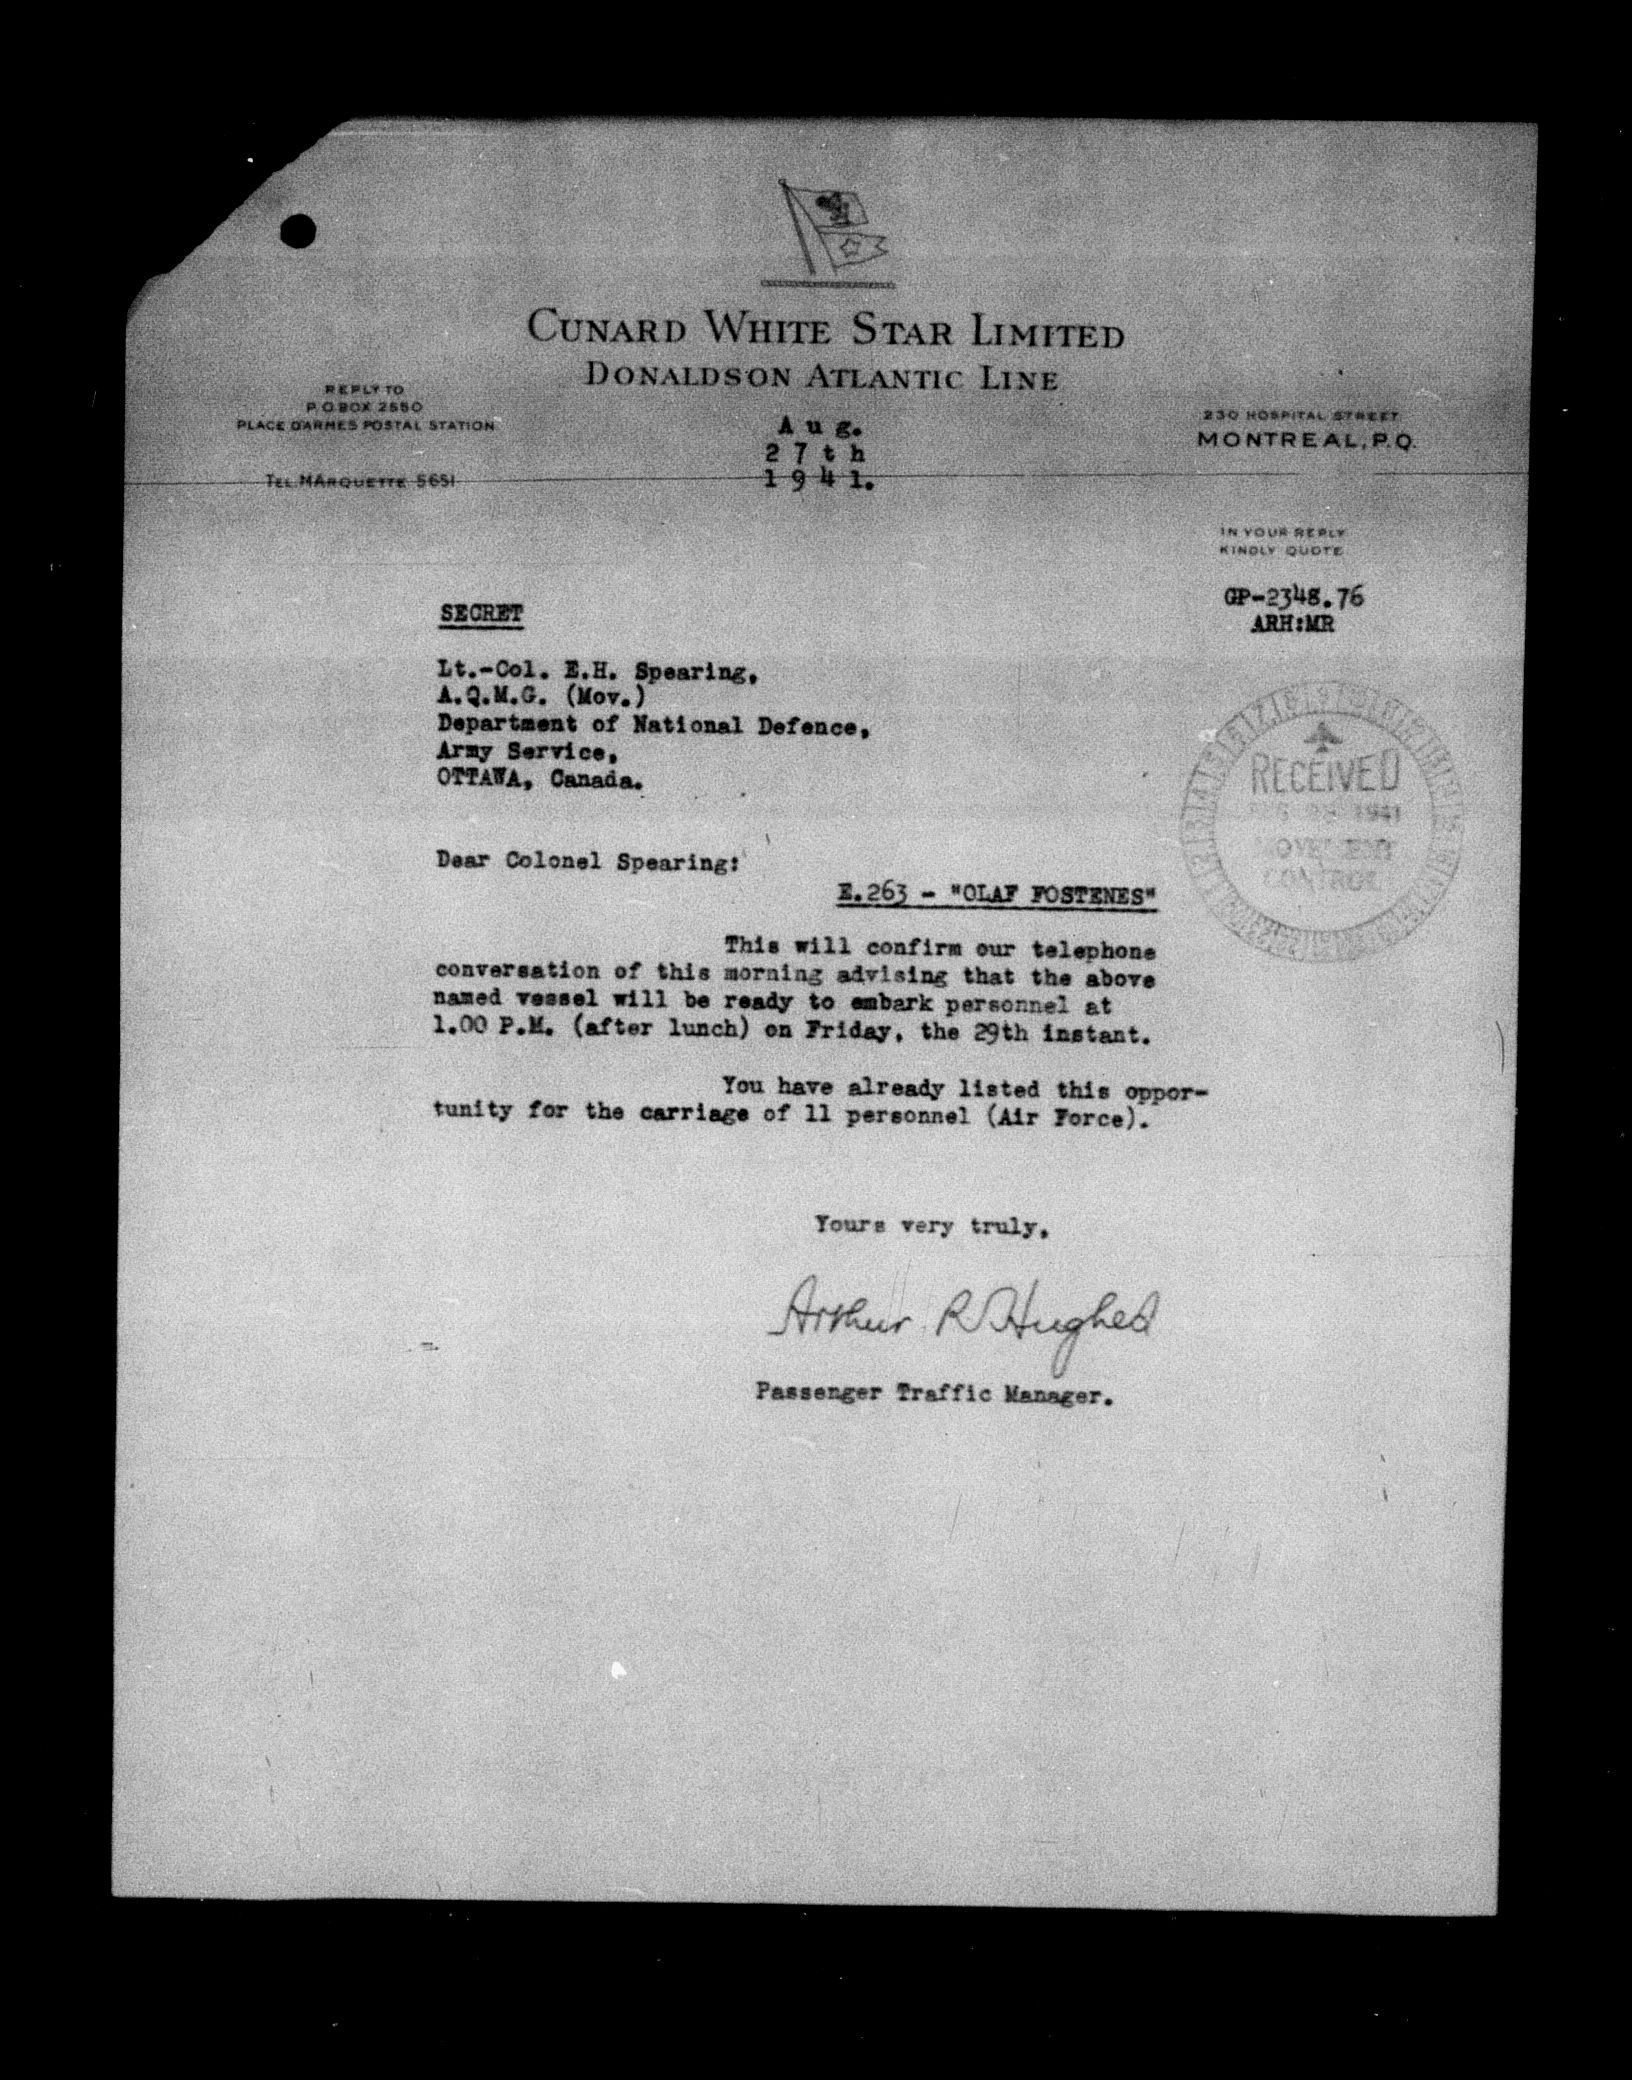 CUNARD WHITE STAR LIMITED
DONALDSON ATLANTIC LINE
REPLY TO
P.O. BOX 2550
PLACE D'ARMES POSTAL STATION
TEL. MARQUETTE 5651
Aug.
27th
1941.
230 HOSPITAL STREET
MONTREAL, P.Q.
IN YOUR REPLY
KINDLY QUOTE
GP-2348.76
ARH:MR
SECRET
Lt.-Col. E.H. Spearing,
A.Q.M.G. (Mov.)
Department of National Defence,
Army Service,
OTTAWA, Canada.
RECEIVED
28 1941
MOVEMENT
CONTROL
Dear Colonel Spearing:
E.263 - "OLAF FOSTENES"
This will confirm our telephone
conversation of this morning advising that the above
named vessel will be ready to embark personnel at
1.00 P.M. (after lunch) on Friday, the 29th instant.
You have already listed this oppor-
tunity for the carriage of 11 personnel (Air Force).
Yours very truly,
Arthur R Hughes
Passenger Traffic Manager.